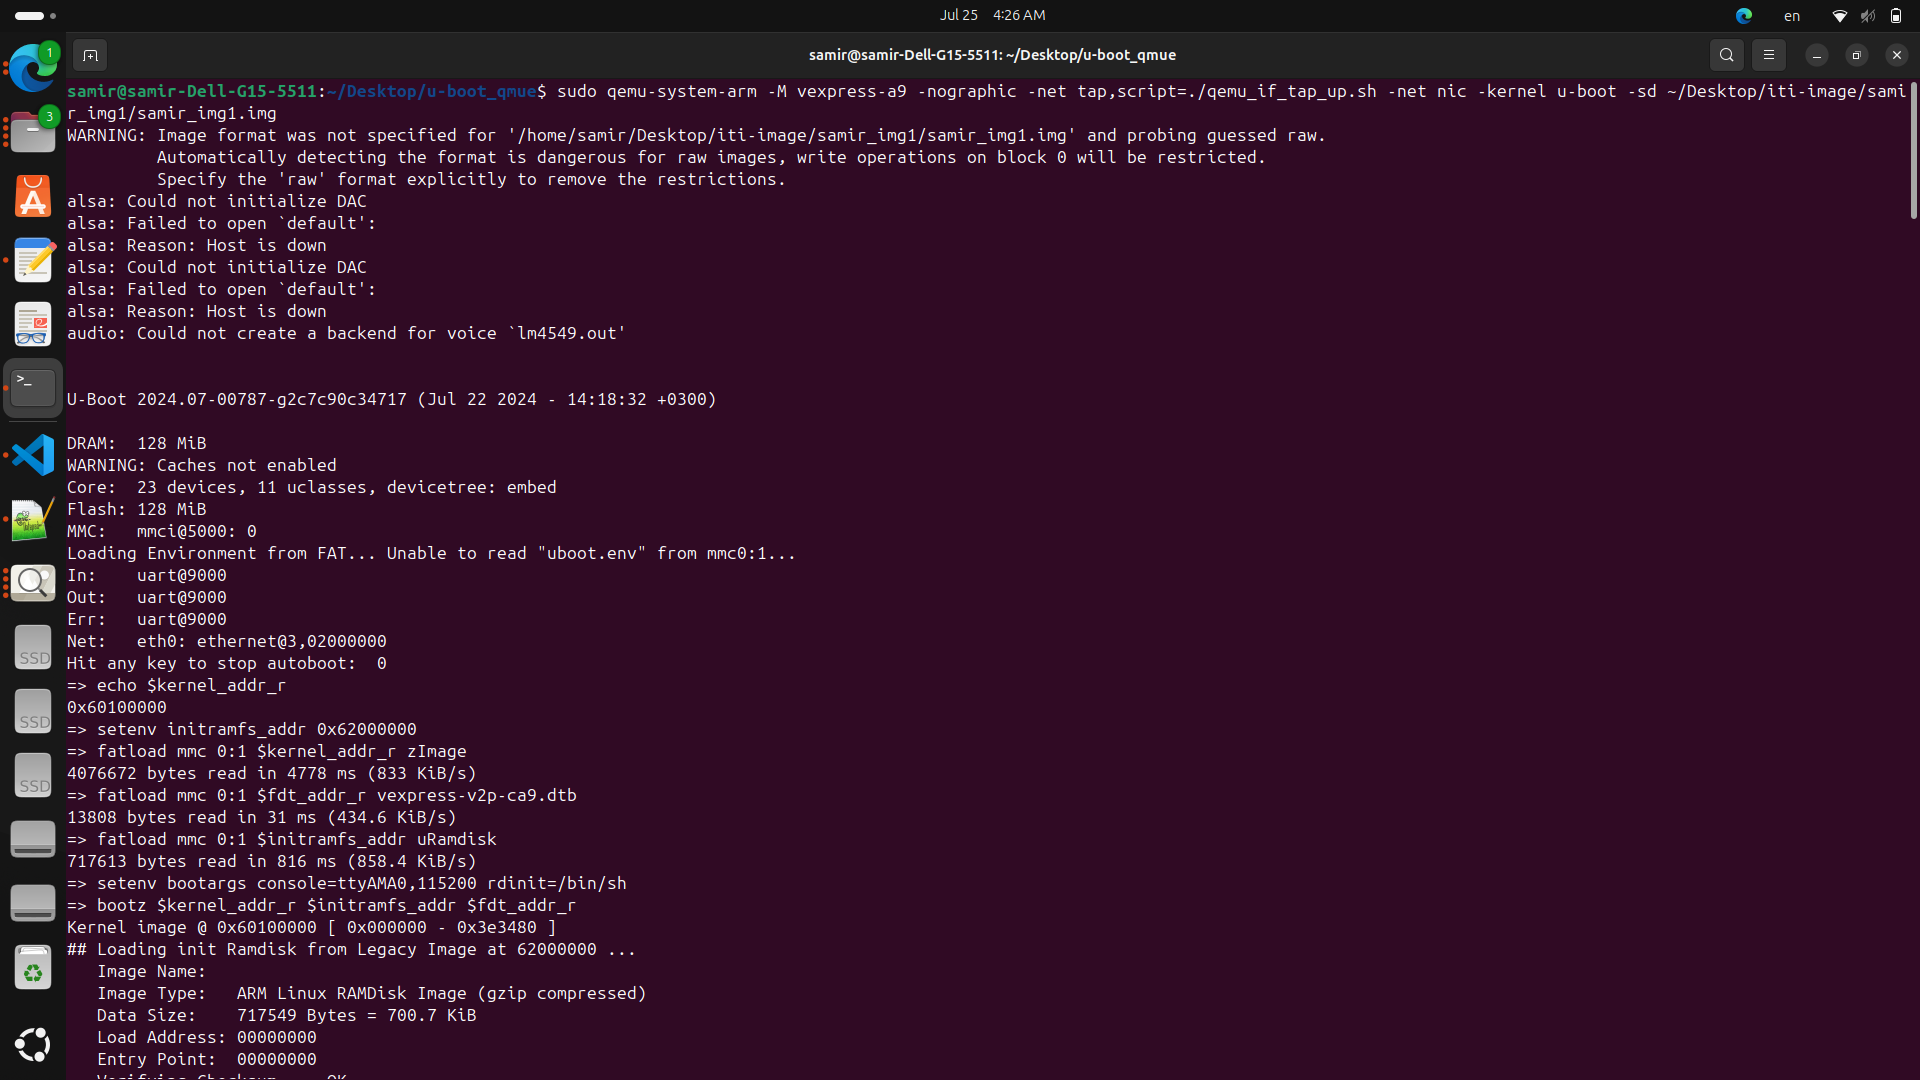 Jul 25 4:26 AM
en
samir@samir-Dell-G15-5511: ~/Desktop/u-boot_qmue
1
3
>_
SSD
SSD
SSD
samir@samir-Dell-G15-5511:~/Desktop/u-boot_qmue$ sudo qemu-system-arm -M vexpress-a9 -nographic -net tap,script=./qemu_if_tap_up.sh -net nic -kernel u-boot -sd ~/Desktop/iti-image/sami
r_img1/samir_img1.img
WARNING: Image format was not specified for '/home/samir/Desktop/iti-image/samir_img1/samir_img1.img' and probing guessed raw.
         Automatically detecting the format is dangerous for raw images, write operations on block 0 will be restricted.
         Specify the 'raw' format explicitly to remove the restrictions.
alsa: Could not initialize DAC
alsa: Failed to open `default':
alsa: Reason: Host is down
alsa: Could not initialize DAC
alsa: Failed to open `default':
alsa: Reason: Host is down
audio: Could not create a backend for voice `lm4549.out'
U-Boot 2024.07-00787-g2c7c90c34717 (Jul 22 2024 - 14:18:32 +0300)
DRAM:  128 MiB
WARNING: Caches not enabled
Core:  23 devices, 11 uclasses, devicetree: embed
Flash: 128 MiB
MMC:   mmci@5000: 0
Loading Environment from FAT... Unable to read "uboot.env" from mmc0:1...
In:    uart@9000
Out:   uart@9000
Err:   uart@9000
Net:   eth0: ethernet@3,02000000
Hit any key to stop autoboot:  0
=> echo $kernel_addr_r
0x60100000
=> setenv initramfs_addr 0x62000000
=> fatload mmc 0:1 $kernel_addr_r zImage
4076672 bytes read in 4778 ms (833 KiB/s)
=> fatload mmc 0:1 $fdt_addr_r vexpress-v2p-ca9.dtb
13808 bytes read in 31 ms (434.6 KiB/s)
=> fatload mmc 0:1 $initramfs_addr uRamdisk
717613 bytes read in 816 ms (858.4 KiB/s)
=> setenv bootargs console=ttyAMA0,115200 rdinit=/bin/sh
=> bootz $kernel_addr_r $initramfs_addr $fdt_addr_r
Kernel image @ 0x60100000 [ 0x000000 - 0x3e3480 ]
## Loading init Ramdisk from Legacy Image at 62000000 ...
   Image Name:
   Image Type:   ARM Linux RAMDisk Image (gzip compressed)
   Data Size:    717549 Bytes = 700.7 KiB
   Load Address: 00000000
   Entry Point:  00000000
   Verifying Checksum ... OK